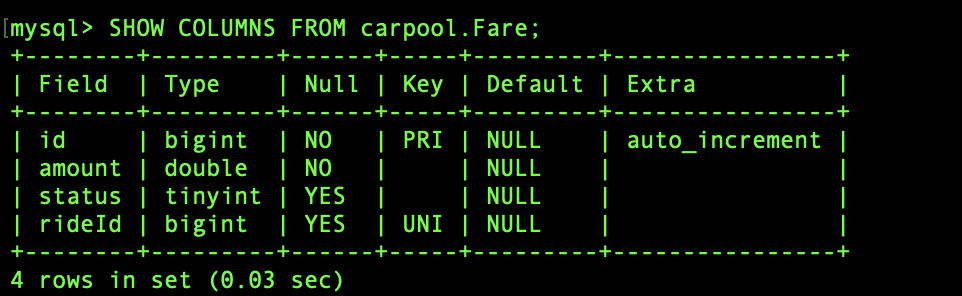 [mysql> SHOW COLUMNS FROM carpool.Fare;
+--------+---------+------+-----+---------+----------------+
| Field  | Type    | Null | Key | Default | Extra          |
+--------+---------+------+-----+---------+----------------+
| id     | bigint  | NO   | PRI | NULL    | auto_increment |
| amount | double  | NO   |     | NULL    |                |
| status | tinyint | YES  |     | NULL    |                |
| rideId | bigint  | YES  | UNI | NULL    |                |
+--------+---------+------+-----+---------+----------------+
4 rows in set (0.03 sec)